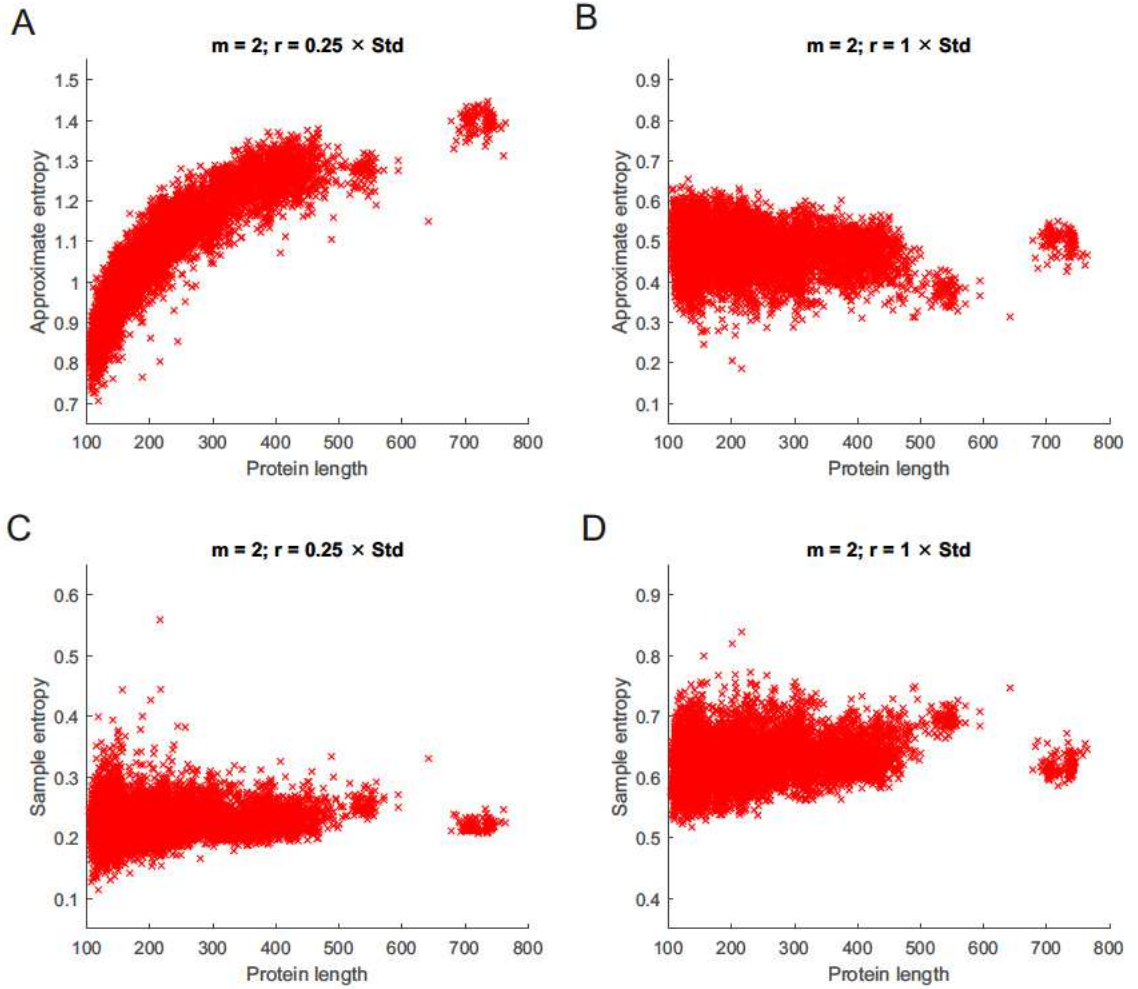 A
m = 2; r = 0.25 × Std
Approximate entropy
1.5
1.4
1.3
1.2
1.1
1
0.9
0.8
0.7
100 200 300 400 500 600 700 800
Protein length
B
m = 2; r = 1 × Std
Approximate entropy
0.9
0.8
0.7
0.6
0.5
0.4
0.3
0.2
0.1
100 200 300 400 500 600 700 800
Protein length
C
m = 2; r = 0.25 × Std
Sample entropy
0.6
0.5
0.4
0.3
0.2
0.1
100 200 300 400 500 600 700 800
Protein length
D
m = 2; r = 1 × Std
Sample entropy
0.9
0.8
0.7
0.6
0.5
0.4
100 200 300 400 500 600 700 800
Protein length